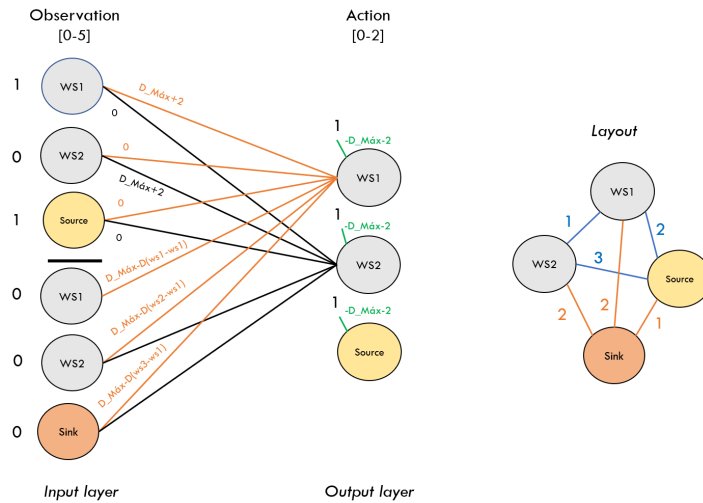 Observation
[0-5]
Action
[0-2]
1
WS1
D_Máx+2
0
0
WS2
0
D_Máx+2
1
Source
0
0
0
WS1
D_Máx-D(ws1-ws1)
0
WS2
D_Máx-D(ws2-ws1)
0
Sink
D_Máx-D(ws3-ws1)
1
-D_Máx-2
WS1
1
-D_Máx-2
WS2
1
-D_Máx-2
Source
Input layer
Output layer
Layout
WS1
1
2
WS2
3
Source
2
2
1
Sink